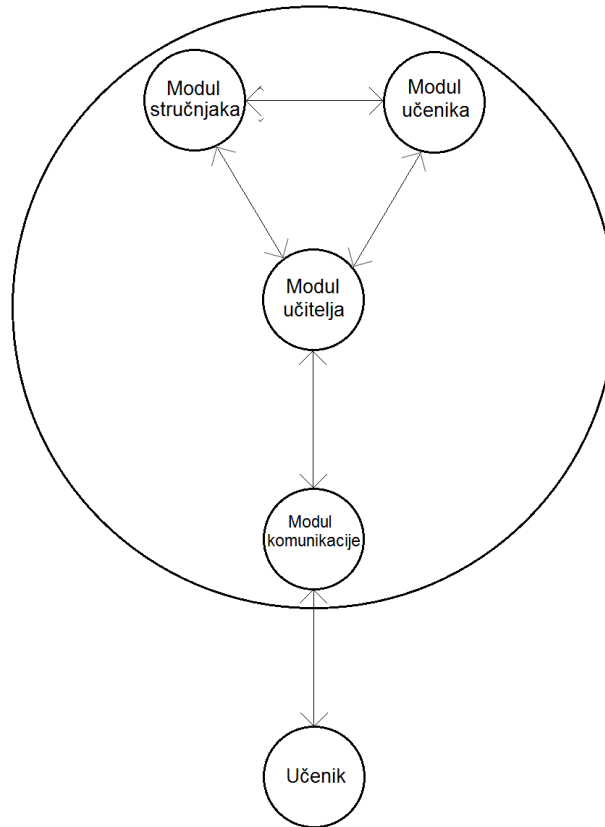 Modul
stručnjaka
Modul
učenika
Modul
učitelja
Modul
komunikacije
Učenik